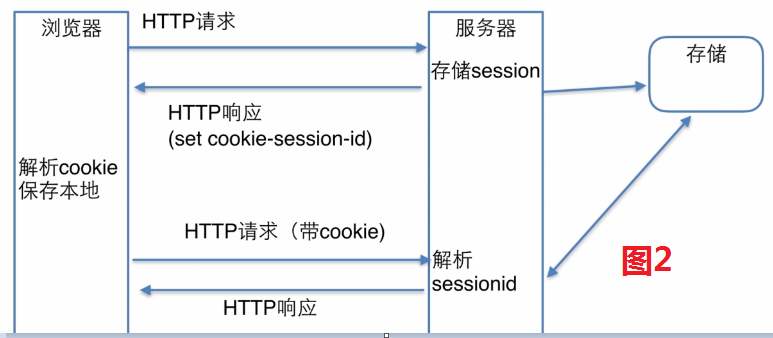 浏览器
HTTP请求
服务器
存储session
存储
HTTP响应
(set cookie-session-id)
解析cookie
保存本地
HTTP请求（带cookie)
解析
sessionid
HTTP响应
图2